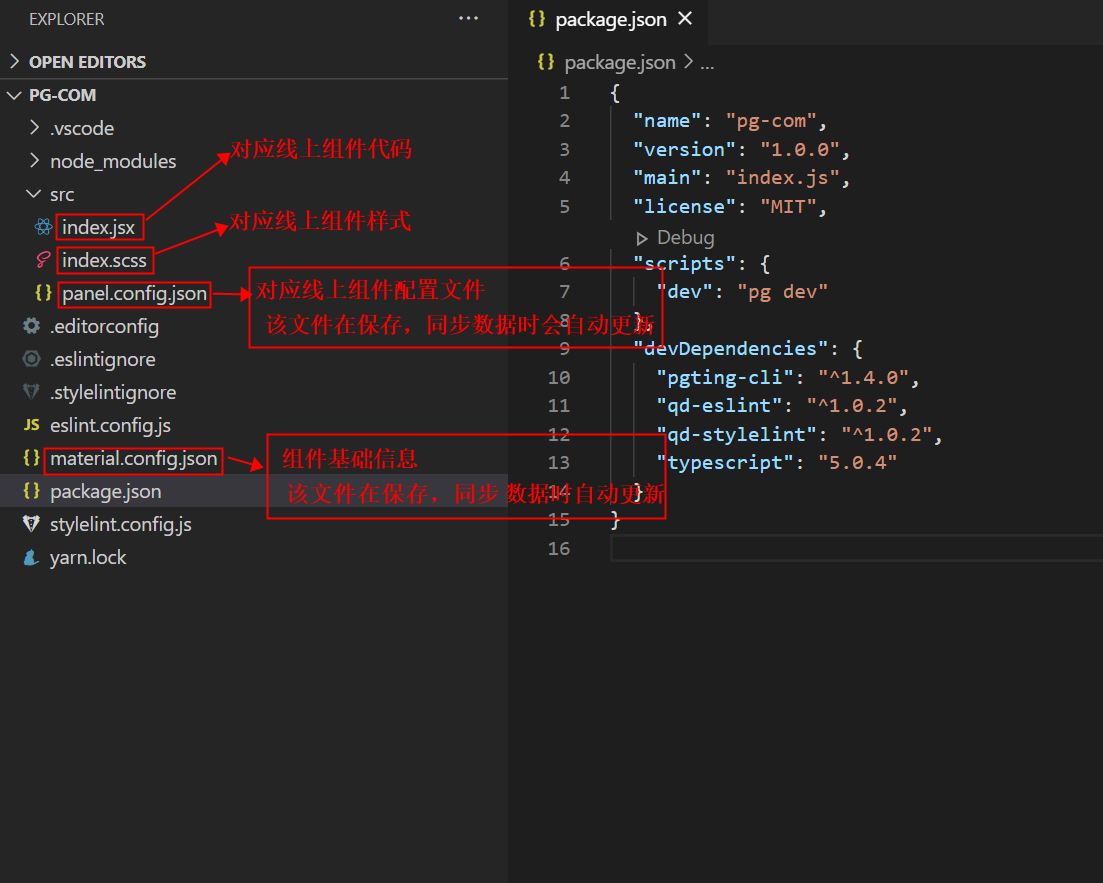 EXPLORER
OPEN EDITORS
PG-COM
.vscode
node_modules
src
index.jsx
index.scss
panel.config.json
.editorconfig
.eslintignore
.stylelintignore
eslint.config.js
material.config.json
package.json
stylelint.config.js
yarn.lock
对应线上组件代码
对应线上组件样式
对应线上组件配置文件
该文件在保存，同步数据时会自动更新
组件基础信息
该文件在保存，同步数据时自动更新
package.json
package.json > ...
1 {
2 "name": "pg-com",
3 "version": "1.0.0",
4 "main": "index.js",
5 "license": "MIT",
Debug
6 "scripts": {
7 "dev": "pg dev"
8 },
9 "devDependencies": {
10 "pgting-cli": "^1.4.0",
11 "qd-eslint": "^1.0.2",
12 "qd-stylelint": "^1.0.2",
13 "typescript": "5.0.4"
14 }
15 }
16